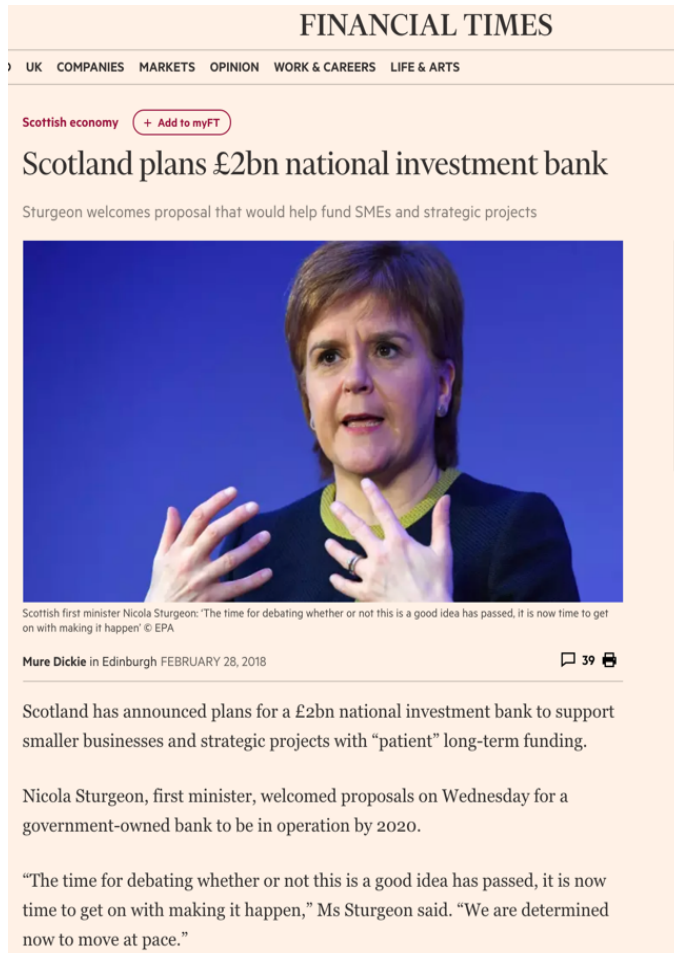 FINANCIAL TIMES
UK COMPANIES MARKETS OPINION WORK & CAREERS LIFE & ARTS
Scottish economy + Add to myFT
Scotland plans £2bn national investment bank
Sturgeon welcomes proposal that would help fund SMEs and strategic projects
Scottish first minister Nicola Sturgeon: 'The time for debating whether or not this is a good idea has passed, it is now time to get
on with making it happen' © EPA
Mure Dickie in Edinburgh FEBRUARY 28, 2018 39
Scotland has announced plans for a £2bn national investment bank to support
smaller businesses and strategic projects with “patient” long-term funding.
Nicola Sturgeon, first minister, welcomed proposals on Wednesday for a
government-owned bank to be in operation by 2020.
“The time for debating whether or not this is a good idea has passed, it is now
time to get on with making it happen,” Ms Sturgeon said. “We are determined
now to move at pace.”